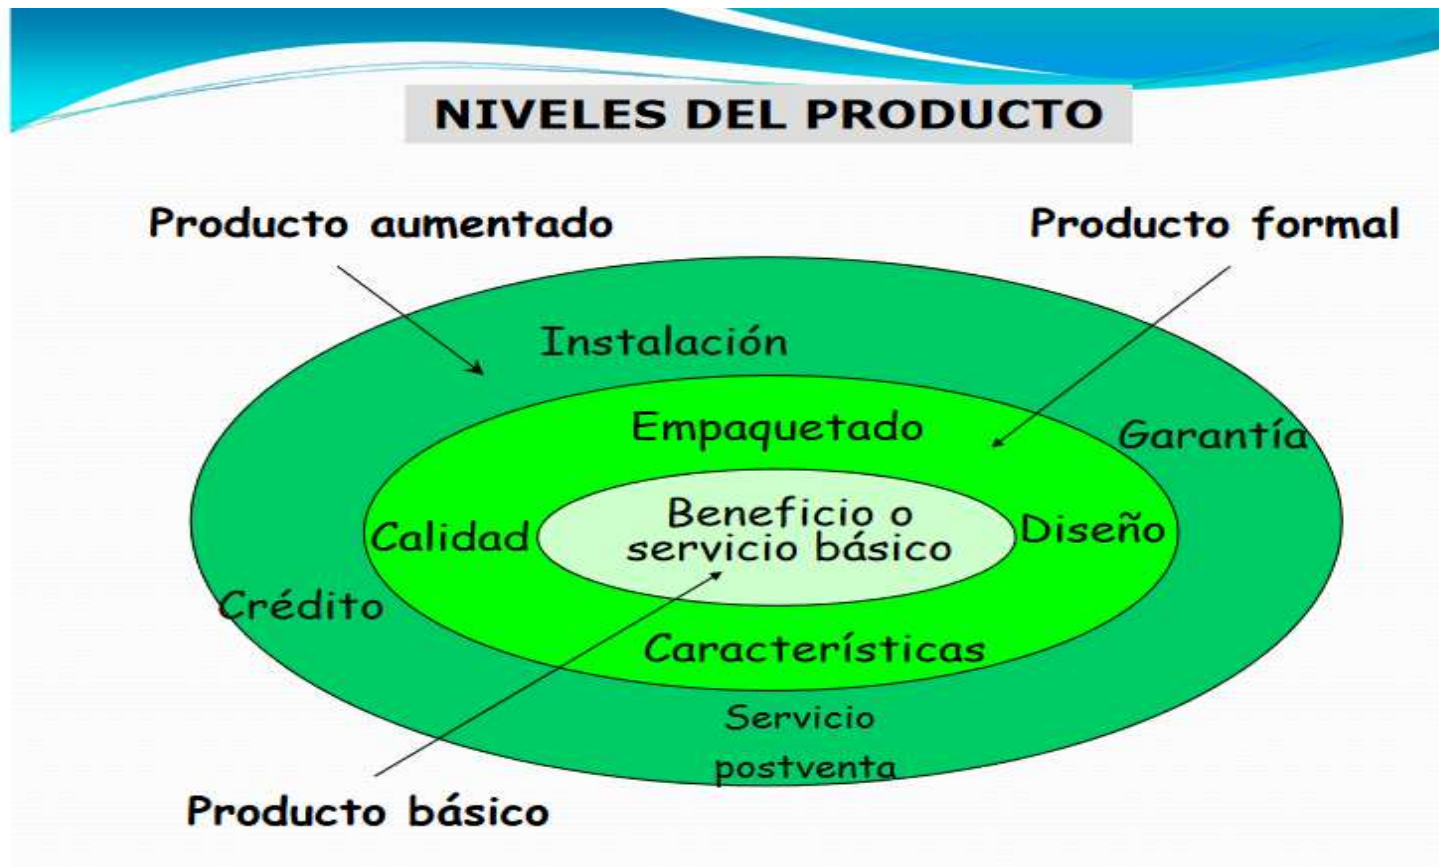 NIVELES DEL PRODUCTO
Producto aumentado
Producto formal
Instalación
Empaquetado
Garantía
Beneficio o
servicio básico
Calidad
Diseño
Crédito
Características
Servicio
postventa
Producto básico